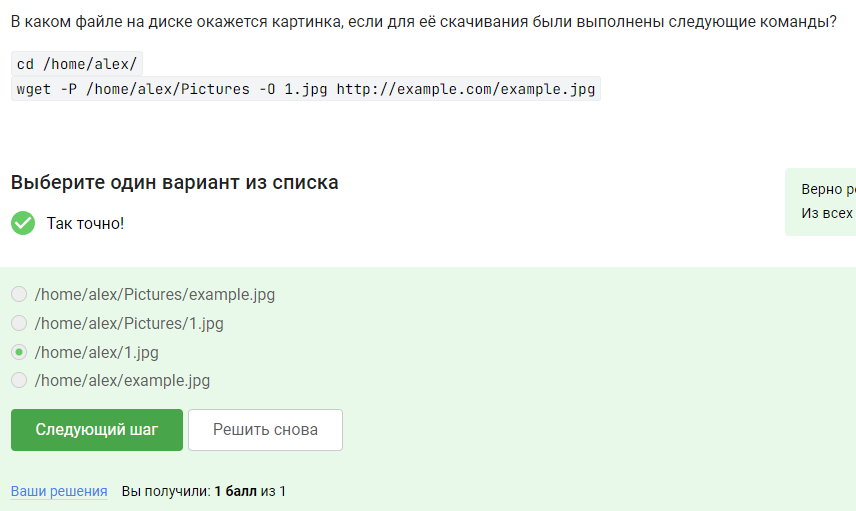 В каком файле на диске окажется картинка, если для её скачивания были выполнены следующие команды?
cd /home/alex/
wget -P /home/alex/Pictures -O 1.jpg http://example.com/example.jpg
Выберите один вариант из списка
Верно р
Так точно!
Из всех
/home/alex/Pictures/example.jpg
/home/alex/Pictures/1.jpg
/home/alex/1.jpg
/home/alex/example.jpg
Следующий шаг Решить снова
Ваши решения Вы получили: 1 балл из 1